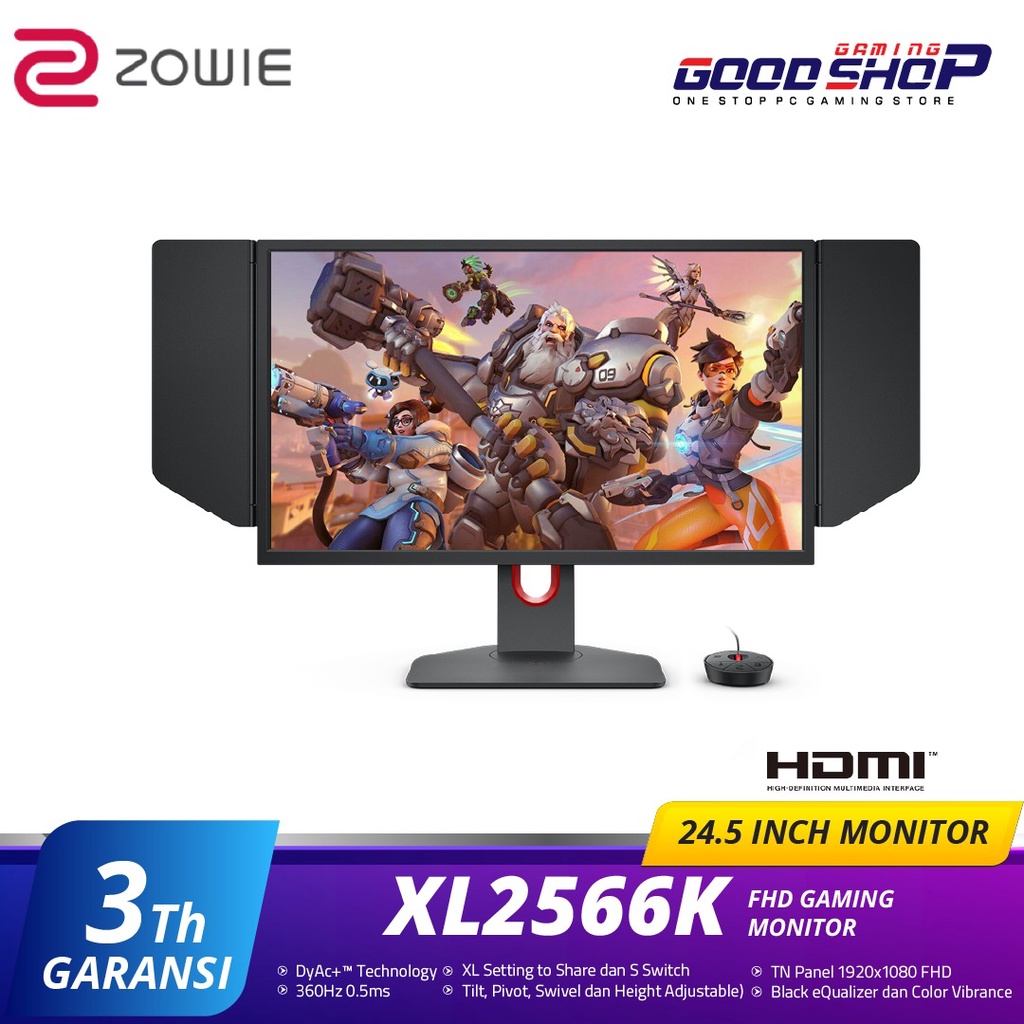 ZOWIE
GAMING
GOOD SHOP
ONE STOP PC GAMING STORE
09
HDMI™
HIGH-DEFINITION MULTIMEDIA INTERFACE
24.5 INCH MONITOR
3Th
GARANSI
XL2566K
FHD GAMING
MONITOR
DyAc+™ Technology
XL Setting to Share dan S Switch
TN Panel 1920x1080 FHD
360Hz 0.5ms
Tilt, Pivot, Swivel dan Height Adjustable)
Black eQualizer dan Color Vibrance